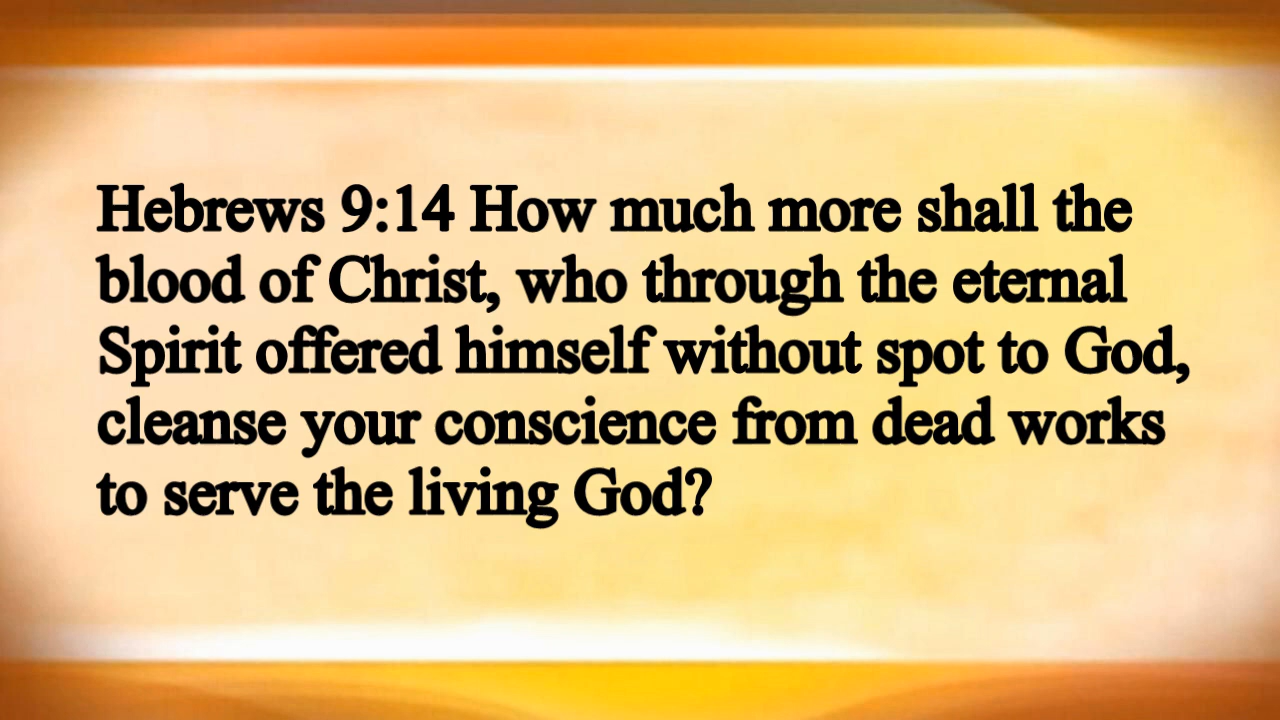 Hebrews 9:14 How much more shall the
blood of Christ, who through the eternal
Spirit offered himself without spot to God,
cleanse your conscience from dead works
to serve the living God?